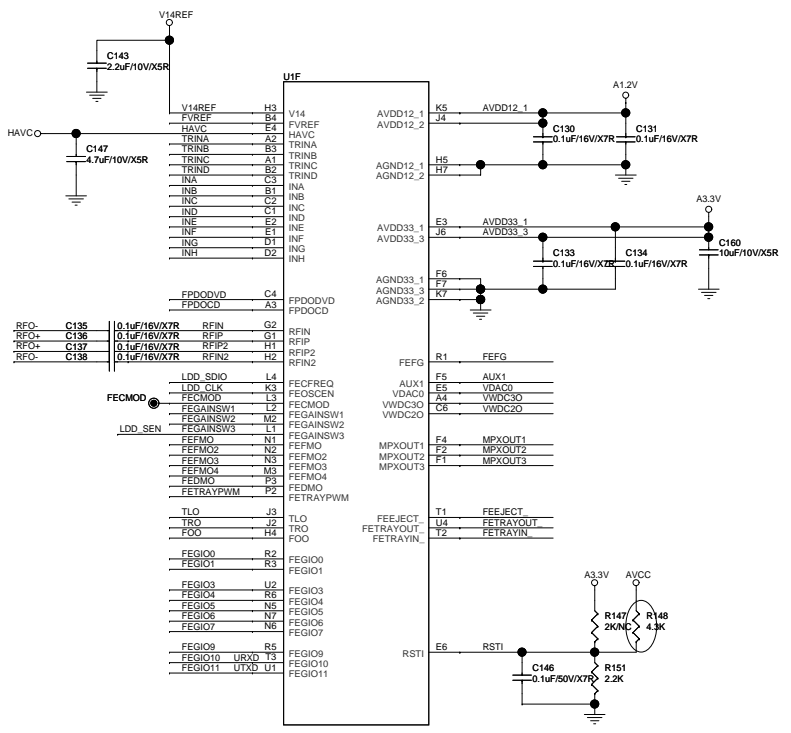 V14REF
C143
2.2uF/10V/X5R
U1F
HAVC
C147
4.7uF/10V/X5R
V14REF H3 V14
FVREF B4 FVREF
HAVC E4 HAVC
TRINA A2 TRINA
TRINB B3 TRINB
TRINC A1 TRINC
TRIND B2 TRIND
INA C3 INA
INB B1 INB
INC C2 INC
IND C1 IND
INE E2 INE
INF E1 INF
ING D1 ING
INH D2 INH
FPDODVD C4 FPDODVD
FPDOCD A3 FPDOCD
RFO- C135 0.1uF/16V/X7R RFIN G2 RFIN
RFO+ C136 0.1uF/16V/X7R RFIP G1 RFIP
RFO+ C137 0.1uF/16V/X7R RFIP2 H1 RFIP2
RFO- C138 0.1uF/16V/X7R RFIN2 H2 RFIN2
LDD_SDIO L4 FECFREQ
LDD_CLK K3 FEOSCEN
FECMOD FECMOD L3 FECMOD
FEGAINSW1 L2 FEGAINSW1
FEGAINSW2 M2 FEGAINSW2
LDD_SEN FEGAINSW3 L1 FEGAINSW3
FEFMO N1 FEFMO
FEFMO2 N2 FEFMO2
FEFMO3 N3 FEFMO3
FEFMO4 M3 FEFMO4
FEDMO P3 FEDMO
FETRAYPWM P2 FETRAYPWM
TLO J3 TLO
TRO J2 TRO
FOO H4 FOO
FEGIO0 R2 FEGIO0
FEGIO1 R3 FEGIO1
FEGIO3 U2 FEGIO3
FEGIO4 R6 FEGIO4
FEGIO5 N5 FEGIO5
FEGIO6 N7 FEGIO6
FEGIO7 N6 FEGIO7
FEGIO9 R5 FEGIO9
FEGIO10 URXD T3 FEGIO10
FEGIO11 UTXD U1 FEGIO11
A1.2V
AVDD12_1 K5 AVDD12_1
AVDD12_2 J4
C130
0.1uF/16V/X7R
C131
0.1uF/16V/X7R
AGND12_1 H5
AGND12_2 H7
A3.3V
AVDD33_1 E3 AVDD33_1
AVDD33_3 J6 AVDD33_3
C133
0.1uF/16V/X7R
C134
0.1uF/16V/X7R
C160
10uF/10V/X5R
AGND33_1 F6
AGND33_3 F7
AGND33_2 K7
FEFG R1 FEFG
AUX1 F5 AUX1
VDAC0 E5 VDAC0
VWDC3O A4 VWDC3O
VWDC2O C6 VWDC2O
MPXOUT1 F4 MPXOUT1
MPXOUT2 F2 MPXOUT2
MPXOUT3 F1 MPXOUT3
FEEJECT_ T1 FEEJECT_
FETRAYOUT_ U4 FETRAYOUT_
FETRAYIN_ T2 FETRAYIN_
A3.3V
AVCC
R147
2K/NC
R148
4.3K
RSTI E6 RSTI
C146
0.1uF/50V/X7R
R151
2.2K